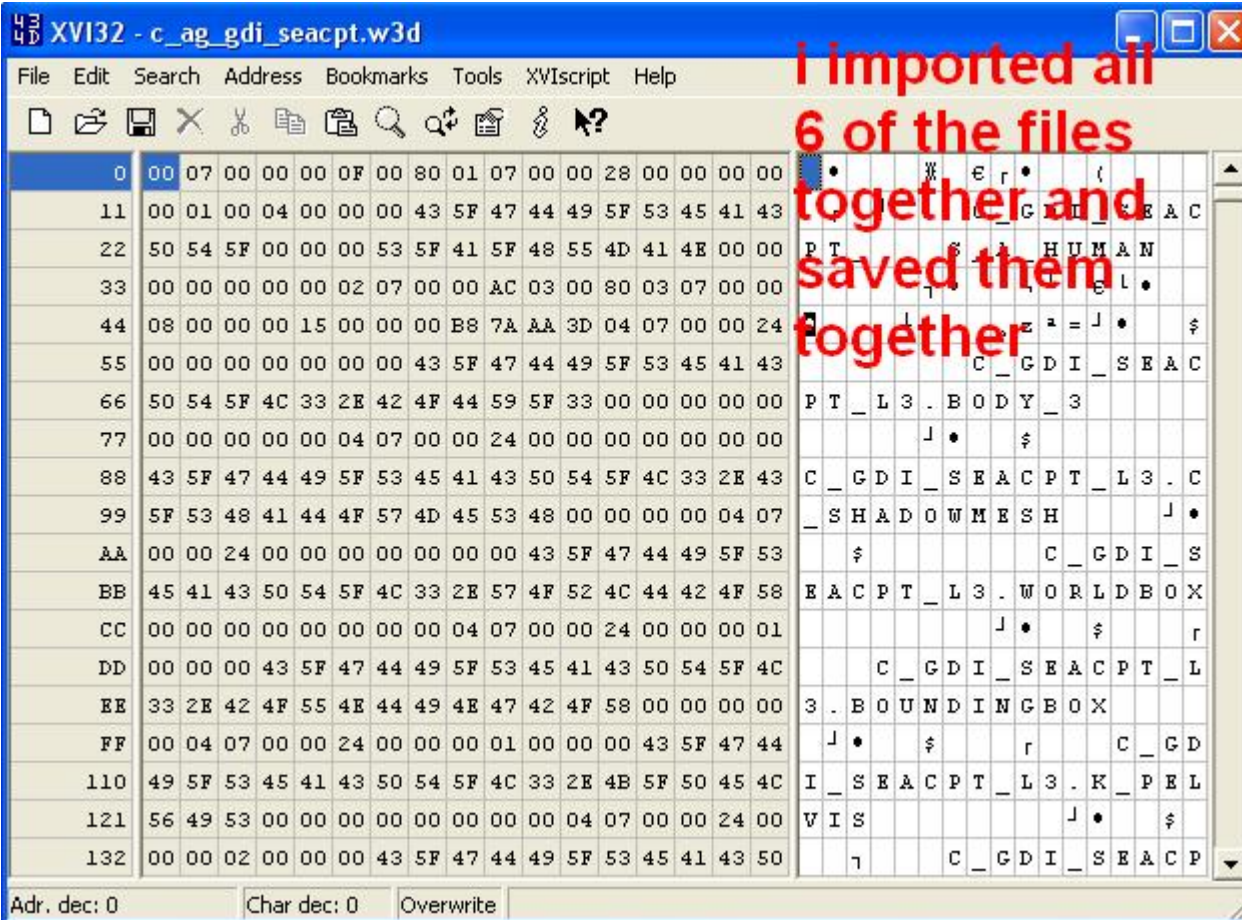 XVI32 - c_ag_gdi_seacpt.w3d
File Edit Search Address Bookmarks Tools XVIscript Help
i imported all
6 of the files
together and
saved them
together
0 00 07 00 00 00 0F 00 80 01 07 00 00 28 00 00 00 00
11 00 01 00 04 00 00 00 43 5F 47 44 49 5F 53 45 41 43
22 50 54 5F 00 00 00 00 53 5F 41 5F 48 55 4D 41 4E 00 00
33 00 00 00 00 00 02 07 00 00 AC 03 00 80 03 07 00 00
44 08 00 00 00 15 00 00 00 B8 7A AA 3D 04 07 00 00 24
55 00 00 00 00 00 00 00 43 5F 47 44 49 5F 53 45 41 43
66 50 54 5F 4C 33 2E 42 4F 44 59 5F 33 00 00 00 00 00 P T _ L 3 . B O D Y _ 3
77 00 00 00 00 00 04 07 00 00 24 00 00 00 00 00 00 00 $
88 43 5F 47 44 49 5F 53 45 41 43 50 54 5F 4C 33 2E 43 C _ G D I _ S E A C P T _ L 3 . C
99 5F 53 48 41 44 4F 57 4D 45 53 48 00 00 00 00 04 07 _ S H A D O W M E S H
AA 00 00 24 00 00 00 00 00 00 00 43 5F 47 44 49 5F 53 $ C _ G D I _ S
BB 45 41 43 50 54 5F 4C 33 2E 57 4F 52 4C 44 42 4F 58 E A C P T _ L 3 . W O R L D B O X
CC 00 00 00 00 00 00 00 00 04 07 00 00 24 00 00 00 01 $
DD 00 00 00 43 5F 47 44 49 5F 53 45 41 43 50 54 5F 4C C _ G D I _ S E A C P T _ L
EE 33 2E 42 4F 55 4E 44 49 4E 47 42 4F 58 00 00 00 00 3 . B O U N D I N G B O X
FF 00 04 07 00 00 24 00 00 00 01 00 00 00 43 5F 47 44 $ C _ G D
110 49 5F 53 45 41 43 50 54 5F 4C 33 2E 4B 5F 50 45 4C I _ S E A C P T _ L 3 . K _ P E L
121 56 49 53 00 00 00 00 00 00 00 00 04 07 00 00 24 00 V I S $
132 00 00 02 00 00 00 43 5F 47 44 49 5F 53 45 41 43 50 C _ G D I _ S E A C P
Adr. dec: 0 Char dec: 0 Overwrite